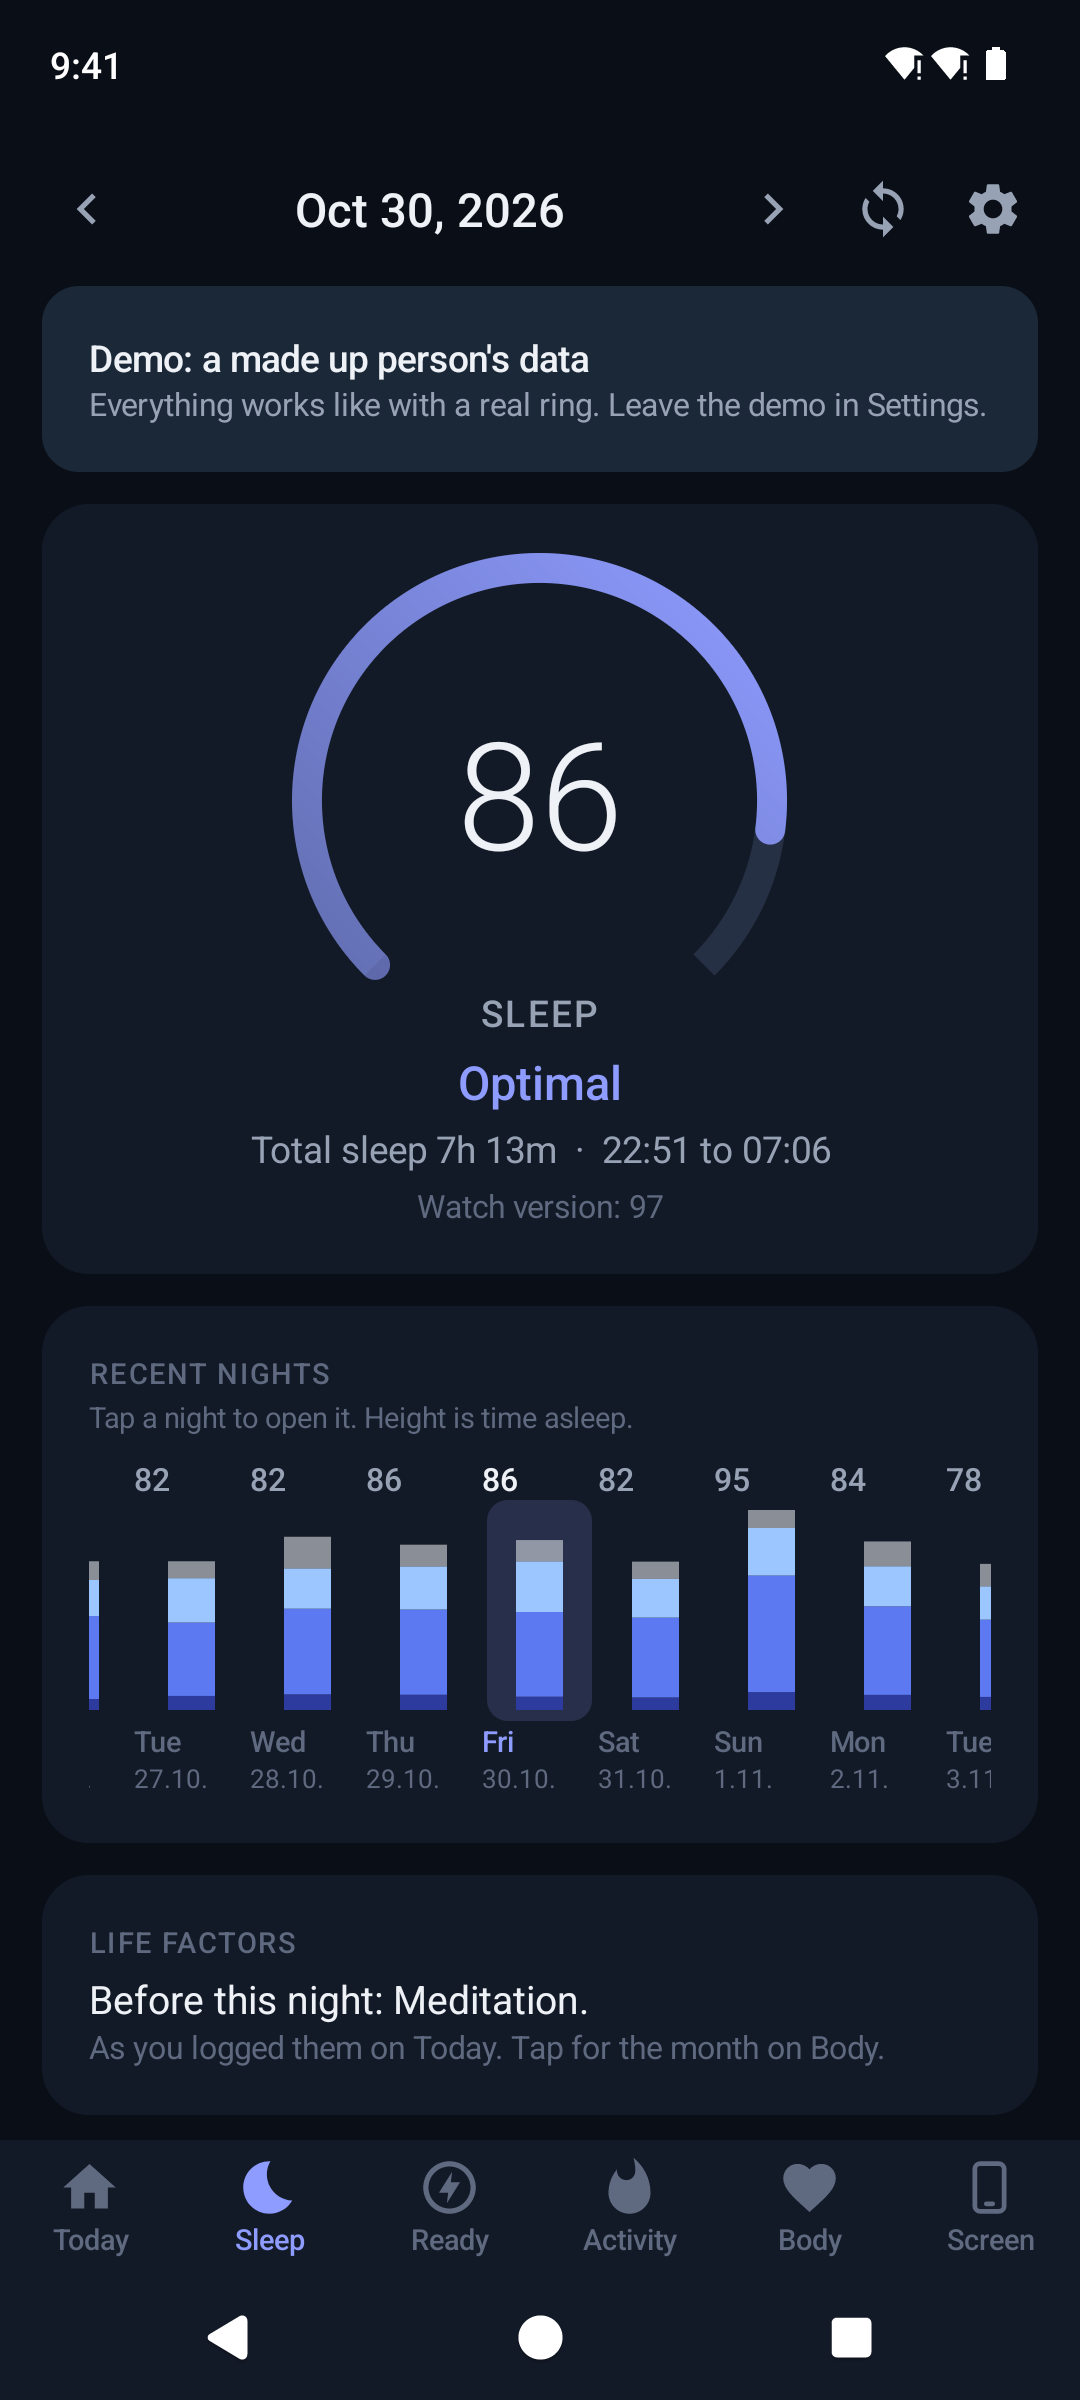 9:41
Oct 30, 2026
Demo: a made up person's data
Everything works like with a real ring. Leave the demo in Settings.
86
SLEEP
Optimal
Total sleep 7h 13m · 22:51 to 07:06
Watch version: 97
RECENT NIGHTS
Tap a night to open it. Height is time asleep.
82 82 86 86 82 95 84 78
Tue Wed Thu Fri Sat Sun Mon Tue
27.10. 28.10. 29.10. 30.10. 31.10. 1.11. 2.11. 3.11
LIFE FACTORS
Before this night: Meditation.
As you logged them on Today. Tap for the month on Body.
Today Sleep Ready Activity Body Screen